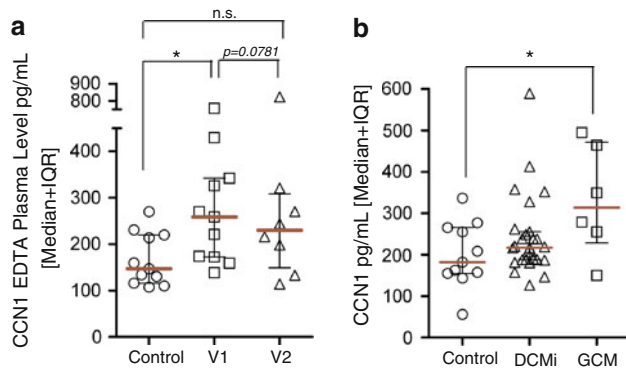 a
n.s.
*
p=0.0781
CCN1 EDTA Plasma Level pg/mL
[Median+IQR]
900
800
400
300
200
100
0
Control
V1
V2
b
*
CCN1 pg/mL [Median+IQR]
600
500
400
300
200
100
0
Control
DCMi
GCM